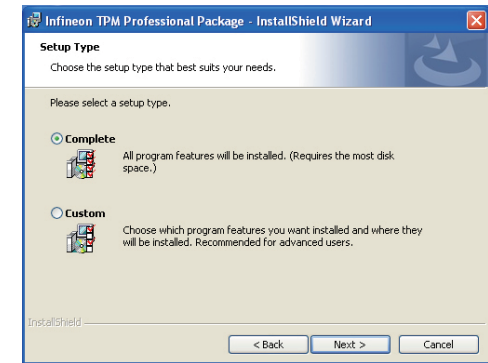 Infineon TPM Professional Package - InstallShield Wizard
Setup Type
Choose the setup type that best suits your needs.
Please select a setup type.
Complete
All program features will be installed. (Requires the most disk
space.)
Custom
Choose which program features you want installed and where they
will be installed. Recommended for advanced users.
InstallShield
< Back Next > Cancel